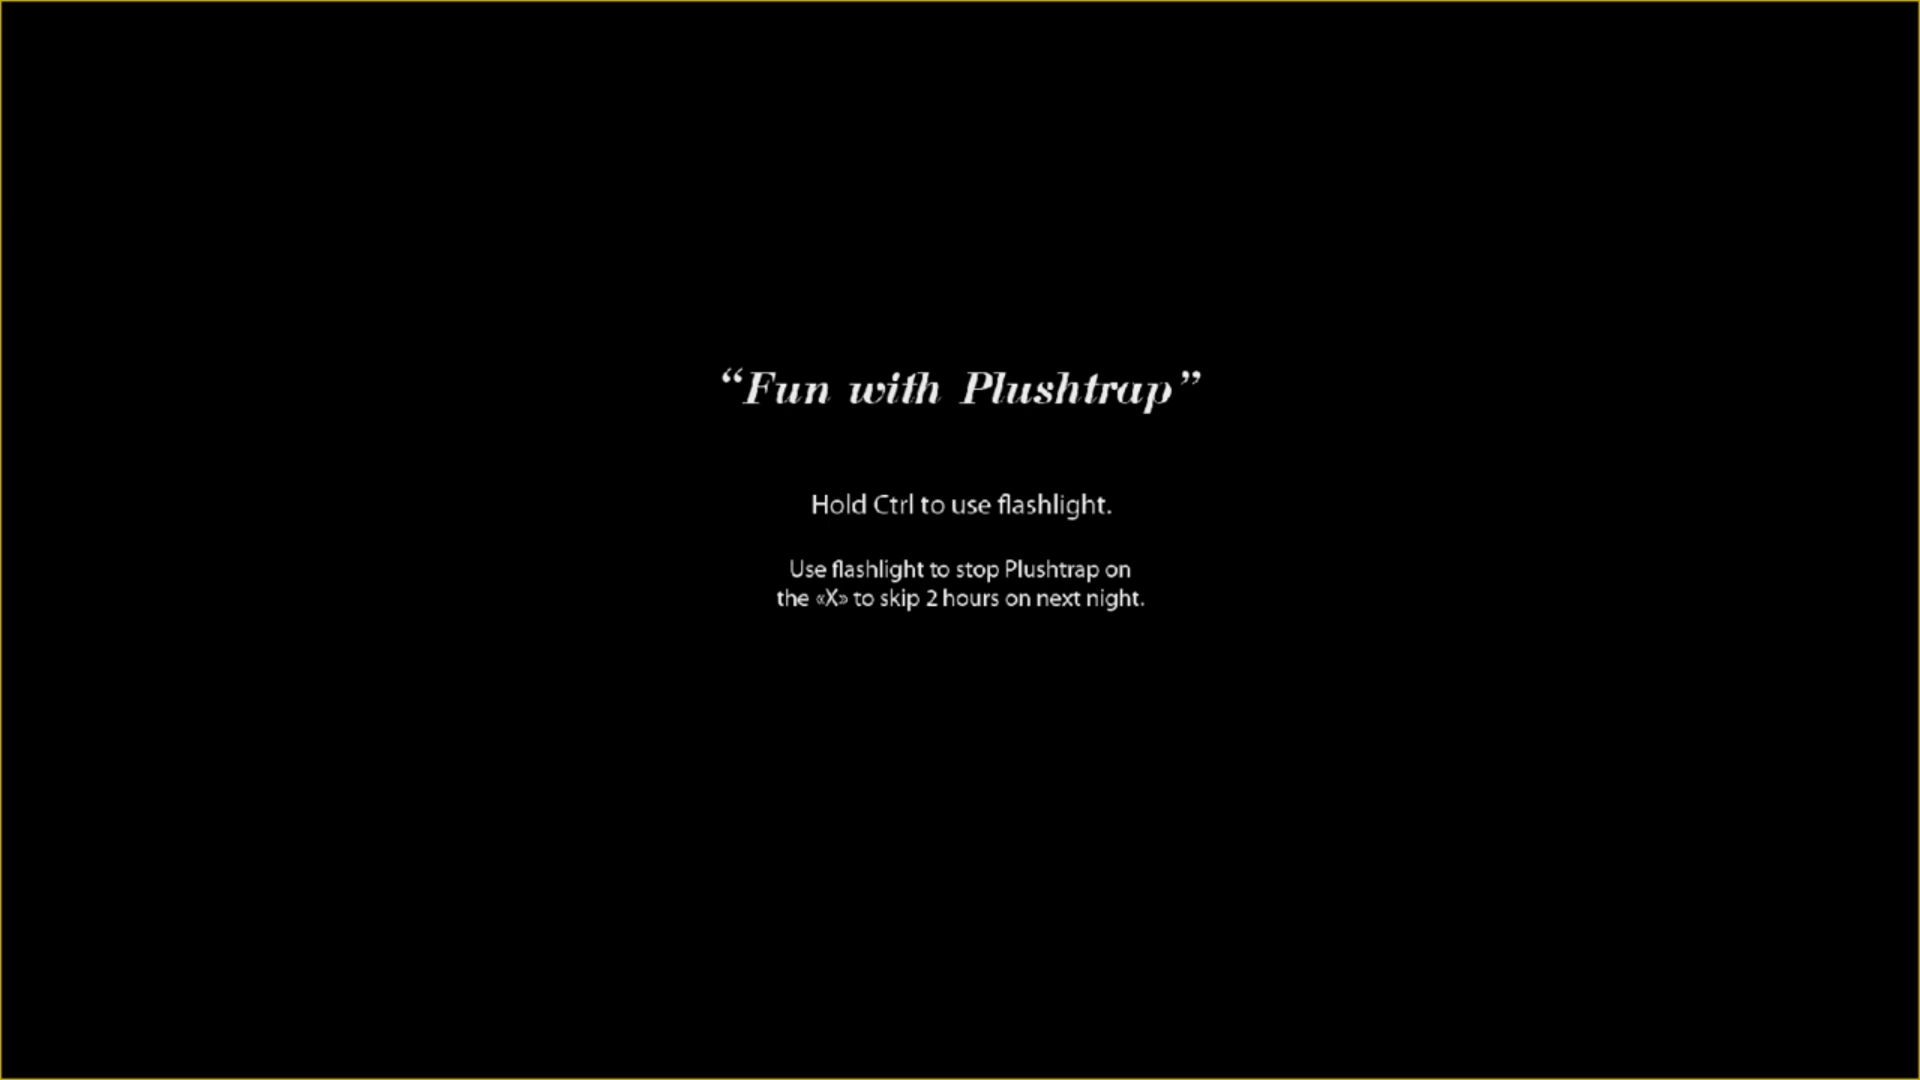 “Fun with Plushtrap”
Hold Ctrl to use flashlight.
Use flashlight to stop Plushtrap on
the «X» to skip 2 hours on next night.